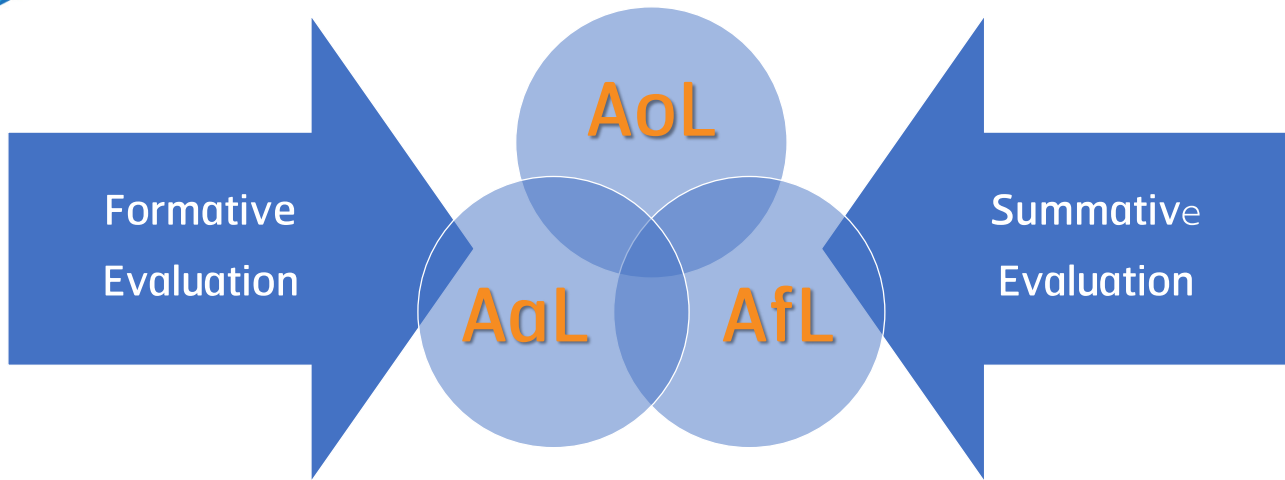 AoL
Formative
Evaluation
AaL
AfL
Summative
Evaluation